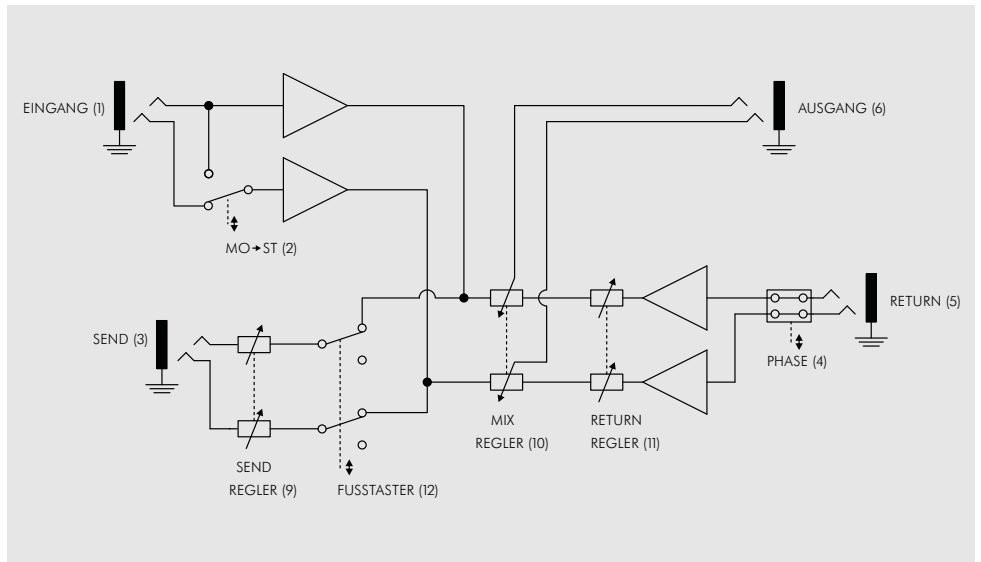 EINGANG (1)
AUSGANG (6)
MO→ST (2)
RETURN (5)
SEND (3)
PHASE (4)
MIX
REGLER (10)
RETURN
REGLER (11)
SEND
REGLER (9)
FUSSTASTER (12)